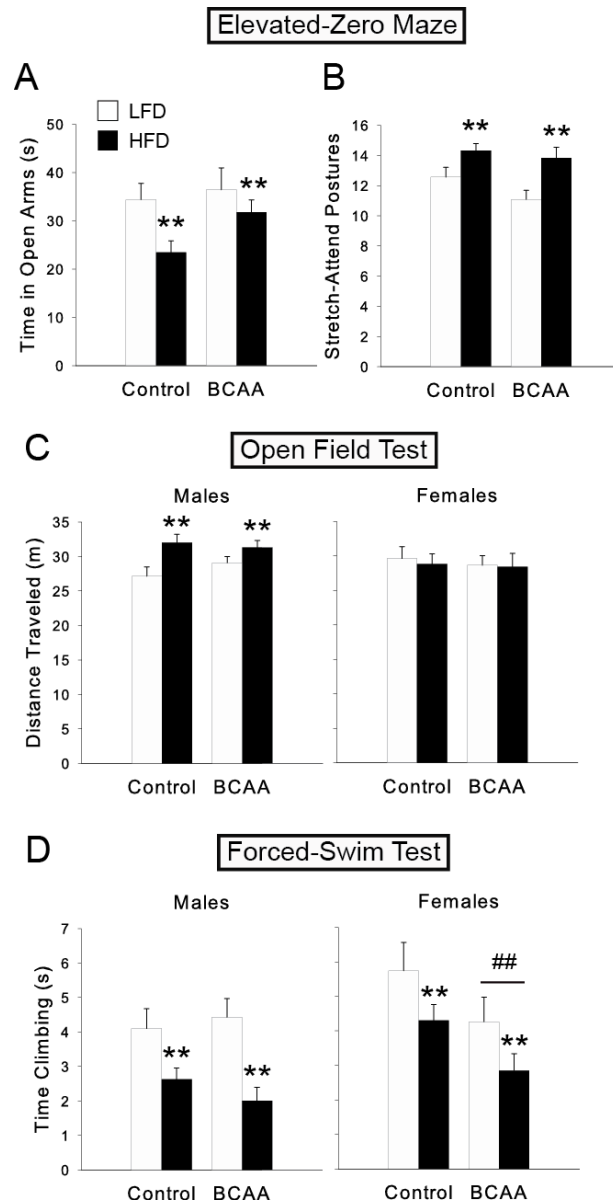 Elevated-Zero Maze
A
B
LFD
HFD
Time in Open Arms (s)
50
40
30
20
10
0
**
**
Control BCAA
Stretch-Attend Postures
16
14
12
10
8
6
4
2
0
**
**
Control BCAA
C
Open Field Test
Males
Females
Distance Traveled (m)
35
30
25
20
15
10
5
0
**
**
Control BCAA
Control BCAA
D
Forced-Swim Test
Males
Females
Time Climbing (s)
7
6
5
4
3
2
1
0
**
**
Control BCAA
**
##
**
Control BCAA